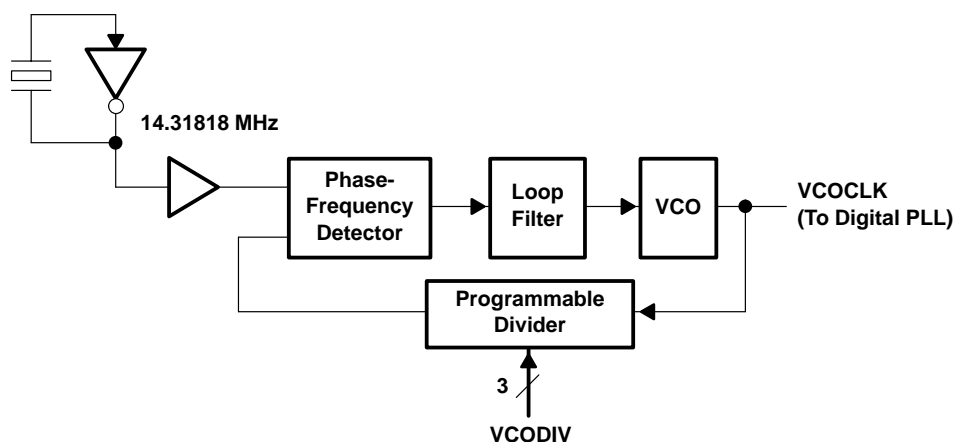 14.31818 MHz
Phase-
Frequency
Detector
Loop
Filter
VCO
VCOCLK
(To Digital PLL)
Programmable
Divider
3
VCODIV